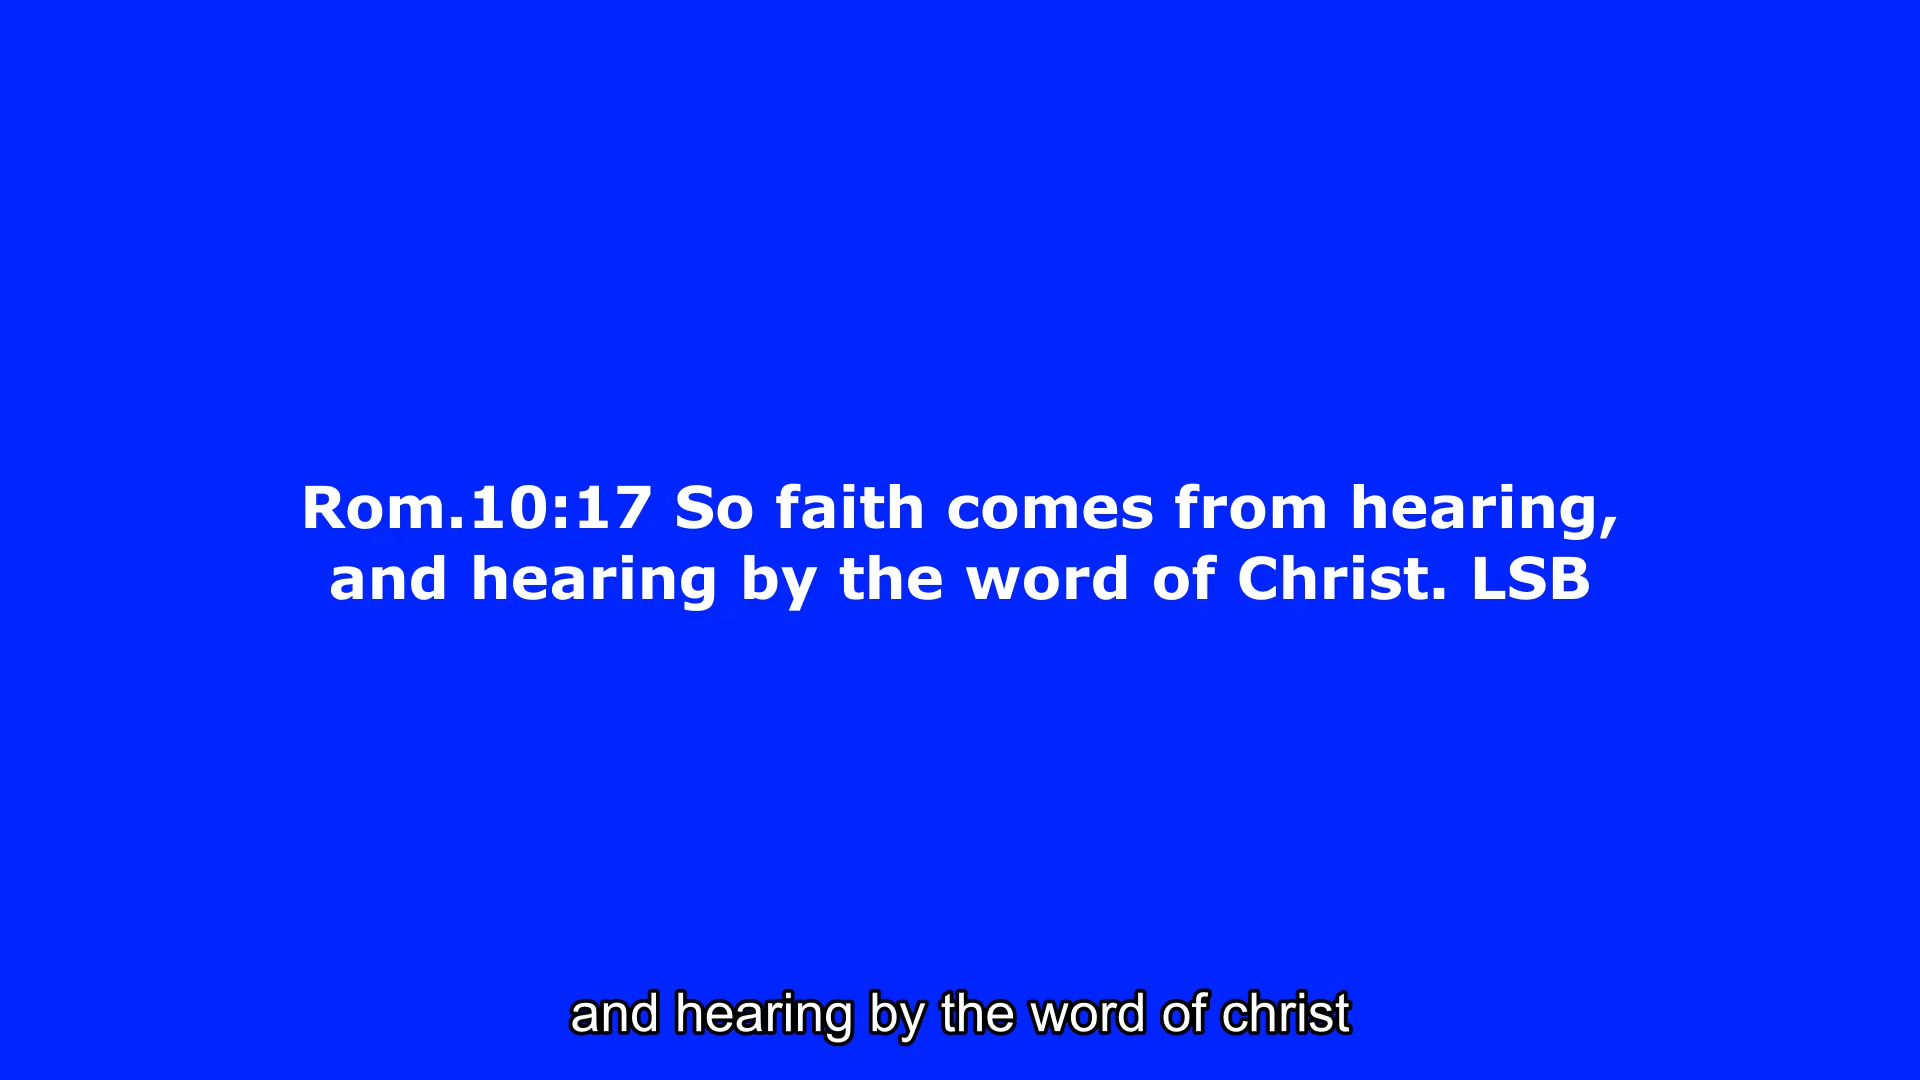 Rom.10:17 So faith comes from hearing,
and hearing by the word of Christ. LSB
and hearing by the word of christ